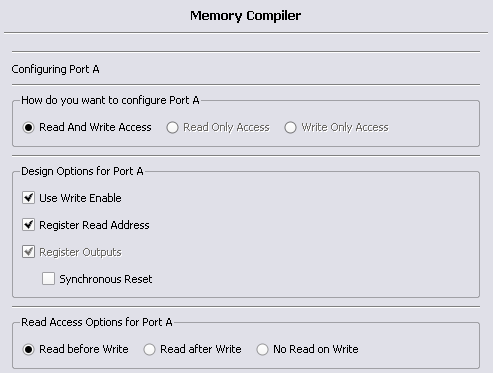 Memory Compiler
Configuring Port A
How do you want to configure Port A
Read And Write Access Read Only Access Write Only Access
Design Options for Port A
Use Write Enable
Register Read Address
Register Outputs
Synchronous Reset
Read Access Options for Port A
Read before Write Read after Write No Read on Write